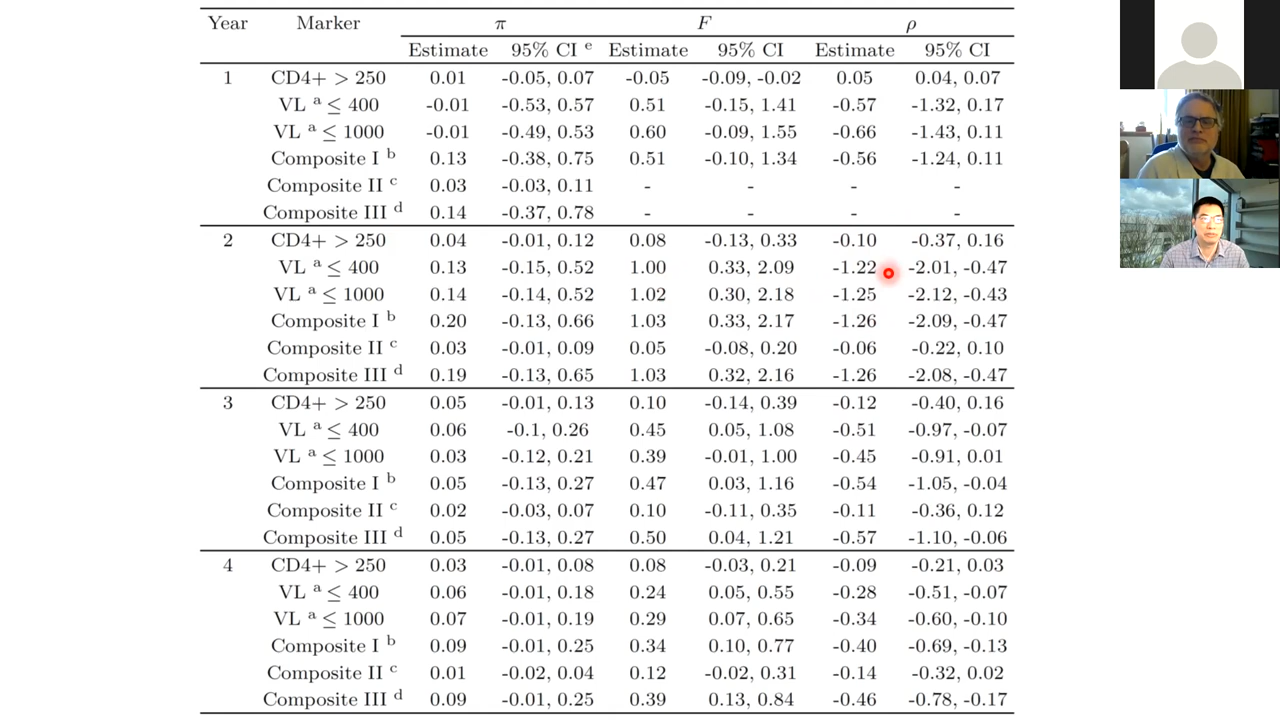 Year Marker π F ρ
Estimate 95% CI e Estimate 95% CI Estimate 95% CI
1 CD4+ > 250 0.01 -0.05, 0.07 -0.05 -0.09, -0.02 0.05 0.04, 0.07
VL a ≤ 400 -0.01 -0.53, 0.57 0.51 -0.15, 1.41 -0.57 -1.32, 0.17
VL a ≤ 1000 -0.01 -0.49, 0.53 0.60 -0.09, 1.55 -0.66 -1.43, 0.11
Composite I b 0.13 -0.38, 0.75 0.51 -0.10, 1.34 -0.56 -1.24, 0.11
Composite II c 0.03 -0.03, 0.11 - - - -
Composite III d 0.14 -0.37, 0.78 - - - -
2 CD4+ > 250 0.04 -0.01, 0.12 0.08 -0.13, 0.33 -0.10 -0.37, 0.16
VL a ≤ 400 0.13 -0.15, 0.52 1.00 0.33, 2.09 -1.22 -2.01, -0.47
VL a ≤ 1000 0.14 -0.14, 0.52 1.02 0.30, 2.18 -1.25 -2.12, -0.43
Composite I b 0.20 -0.13, 0.66 1.03 0.33, 2.17 -1.26 -2.09, -0.47
Composite II c 0.03 -0.01, 0.09 0.05 -0.08, 0.20 -0.06 -0.22, 0.10
Composite III d 0.19 -0.13, 0.65 1.03 0.32, 2.16 -1.26 -2.08, -0.47
3 CD4+ > 250 0.05 -0.01, 0.13 0.10 -0.14, 0.39 -0.12 -0.40, 0.16
VL a ≤ 400 0.06 -0.1, 0.26 0.45 0.05, 1.08 -0.51 -0.97, -0.07
VL a ≤ 1000 0.03 -0.12, 0.21 0.39 -0.01, 1.00 -0.45 -0.91, 0.01
Composite I b 0.05 -0.13, 0.27 0.47 0.03, 1.16 -0.54 -1.05, -0.04
Composite II c 0.02 -0.03, 0.07 0.10 -0.11, 0.35 -0.11 -0.36, 0.12
Composite III d 0.05 -0.13, 0.27 0.50 0.04, 1.21 -0.57 -1.10, -0.06
4 CD4+ > 250 0.03 -0.01, 0.08 0.08 -0.03, 0.21 -0.09 -0.21, 0.03
VL a ≤ 400 0.06 -0.01, 0.18 0.24 0.05, 0.55 -0.28 -0.51, -0.07
VL a ≤ 1000 0.07 -0.01, 0.19 0.29 0.07, 0.65 -0.34 -0.60, -0.10
Composite I b 0.09 -0.01, 0.25 0.34 0.10, 0.77 -0.40 -0.69, -0.13
Composite II c 0.01 -0.02, 0.04 0.12 -0.02, 0.31 -0.14 -0.32, 0.02
Composite III d 0.09 -0.01, 0.25 0.39 0.13, 0.84 -0.46 -0.78, -0.17